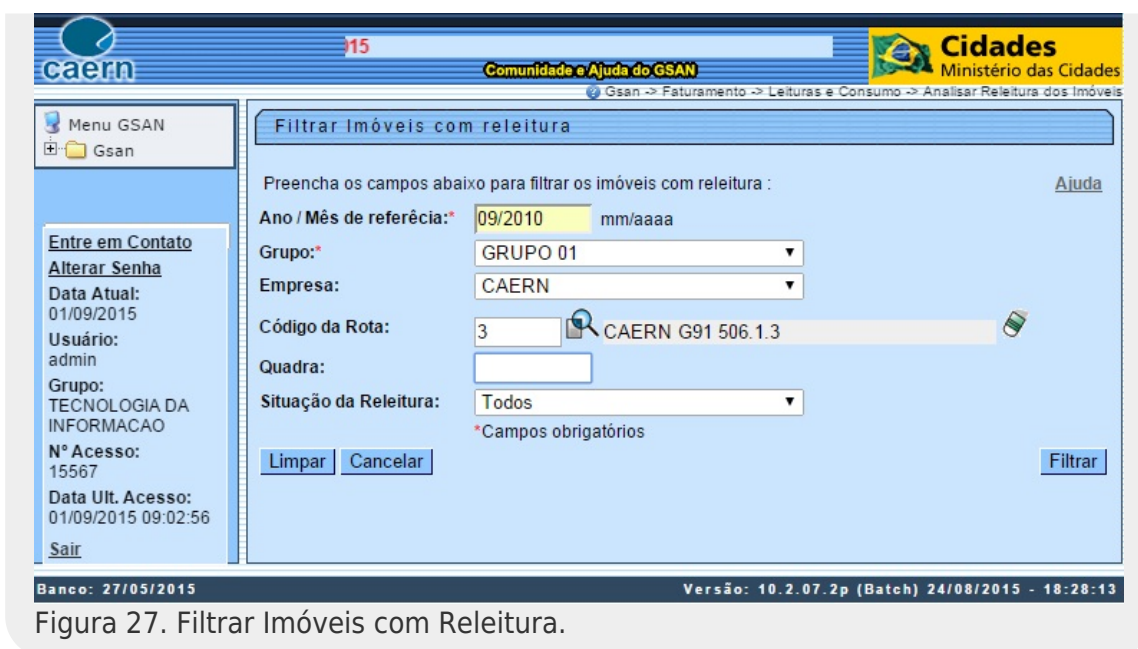 caern
015
Comunidade e Ajuda do GSAN
Cidades
Ministério das Cidades
Gsan -> Faturamento -> Leituras e Consumo -> Analisar Releitura dos Imóveis
Menu GSAN
Gsan
Entre em Contato
Alterar Senha
Data Atual:
01/09/2015
Usuário:
admin
Grupo:
TECNOLOGIA DA
INFORMACAO
Nº Acesso:
15567
Data Ult. Acesso:
01/09/2015 09:02:56
Sair
Filtrar Imóveis com releitura
Preencha os campos abaixo para filtrar os imóveis com releitura : Ajuda
Ano / Mês de referêcia:* 09/2010 mm/aaaa
Grupo:* GRUPO 01
Empresa: CAERN
Código da Rota: 3 CAERN G91 506.1.3
Quadra:
Situação da Releitura: Todos
*Campos obrigatórios
Limpar Cancelar Filtrar
Banco: 27/05/2015 Versão: 10.2.07.2p (Batch) 24/08/2015 - 18:28:13
Figura 27. Filtrar Imóveis com Releitura.